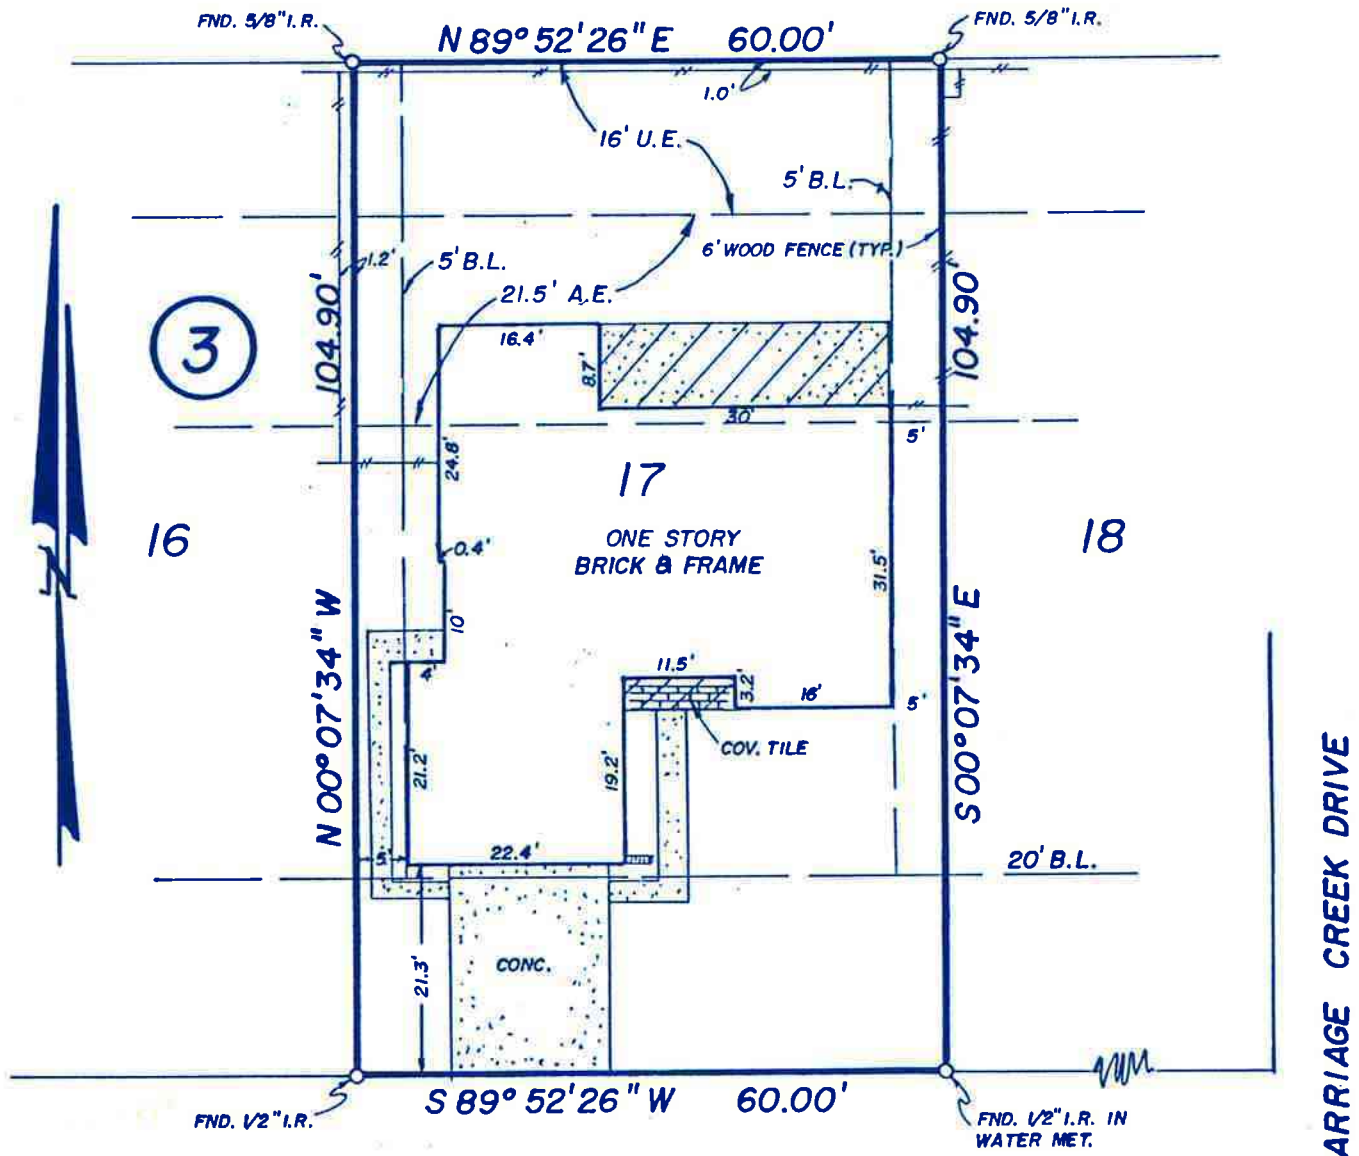 FND. 5/8" I.R.
N 89° 52' 26" E 60.00'
FND. 5/8" I.R.
1.0'
16' U.E.
5' B.L.
6' WOOD FENCE (TYP.)
1.2'
5' B.L.
21.5' A.E.
104.90'
3
104.90'
16.4'
8.7'
30'
5'
24.8'
17
16
18
ONE STORY
BRICK & FRAME
0.4'
31.5'
10'
N 00° 07' 34" W
S 00° 07' 34" E
N
4'
11.5'
3.2'
16'
5'
COV. TILE
21.2'
19.2'
22.4'
20' B.L.
21.3'
CONC.
S 89° 52' 26" W 60.00'
FND. 1/2" I.R.
FND. 1/2" I.R. IN
WATER MET.
ARRIAGE CREEK DRIVE